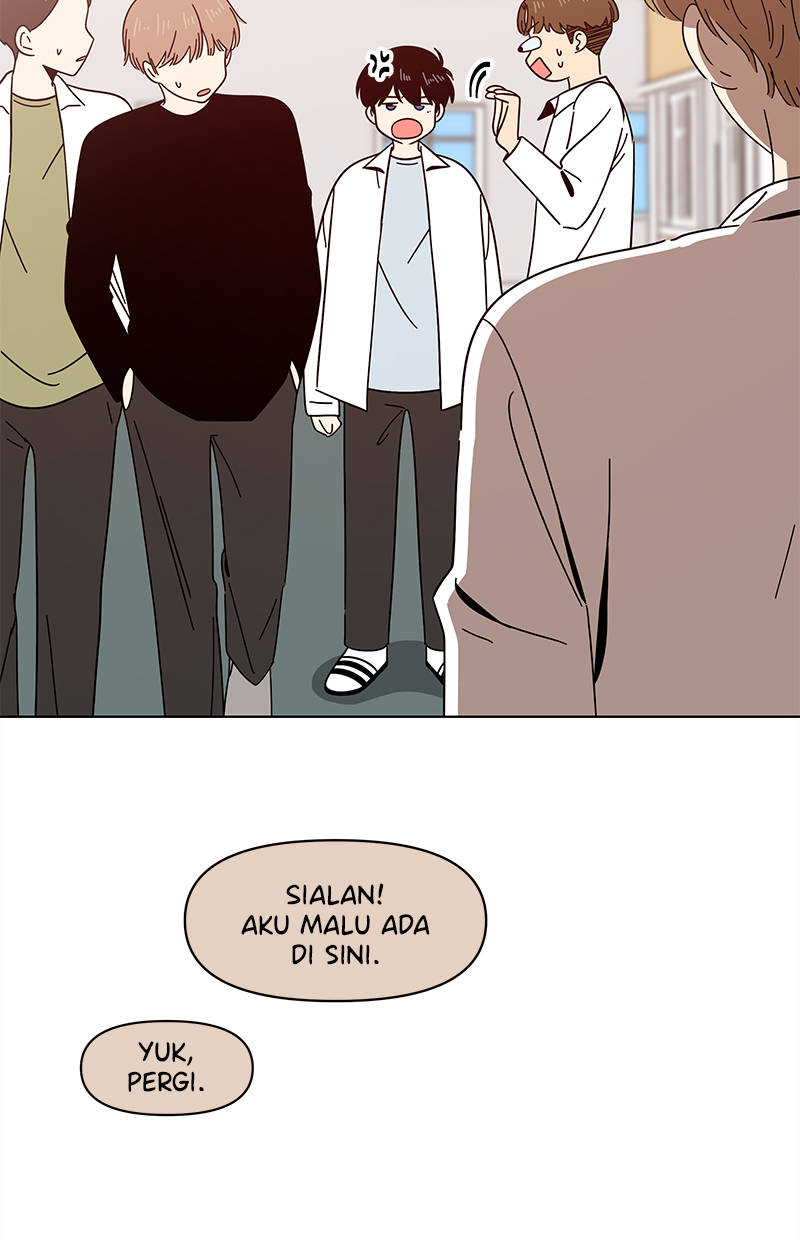 SIALAN!
AKU MALU ADA
DI SINI.
YUK,
PERGI.